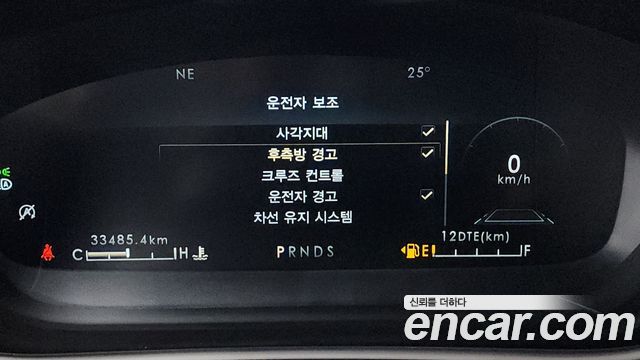 NE
25°
운전자 보조
사각지대
후측방 경고
크루즈 컨트롤
운전자 경고
차선 유지 시스템
0
km/h
33485.4km
C H
PRNDS
12DTE(km)
E F
A
신뢰를 더하다
encar.com